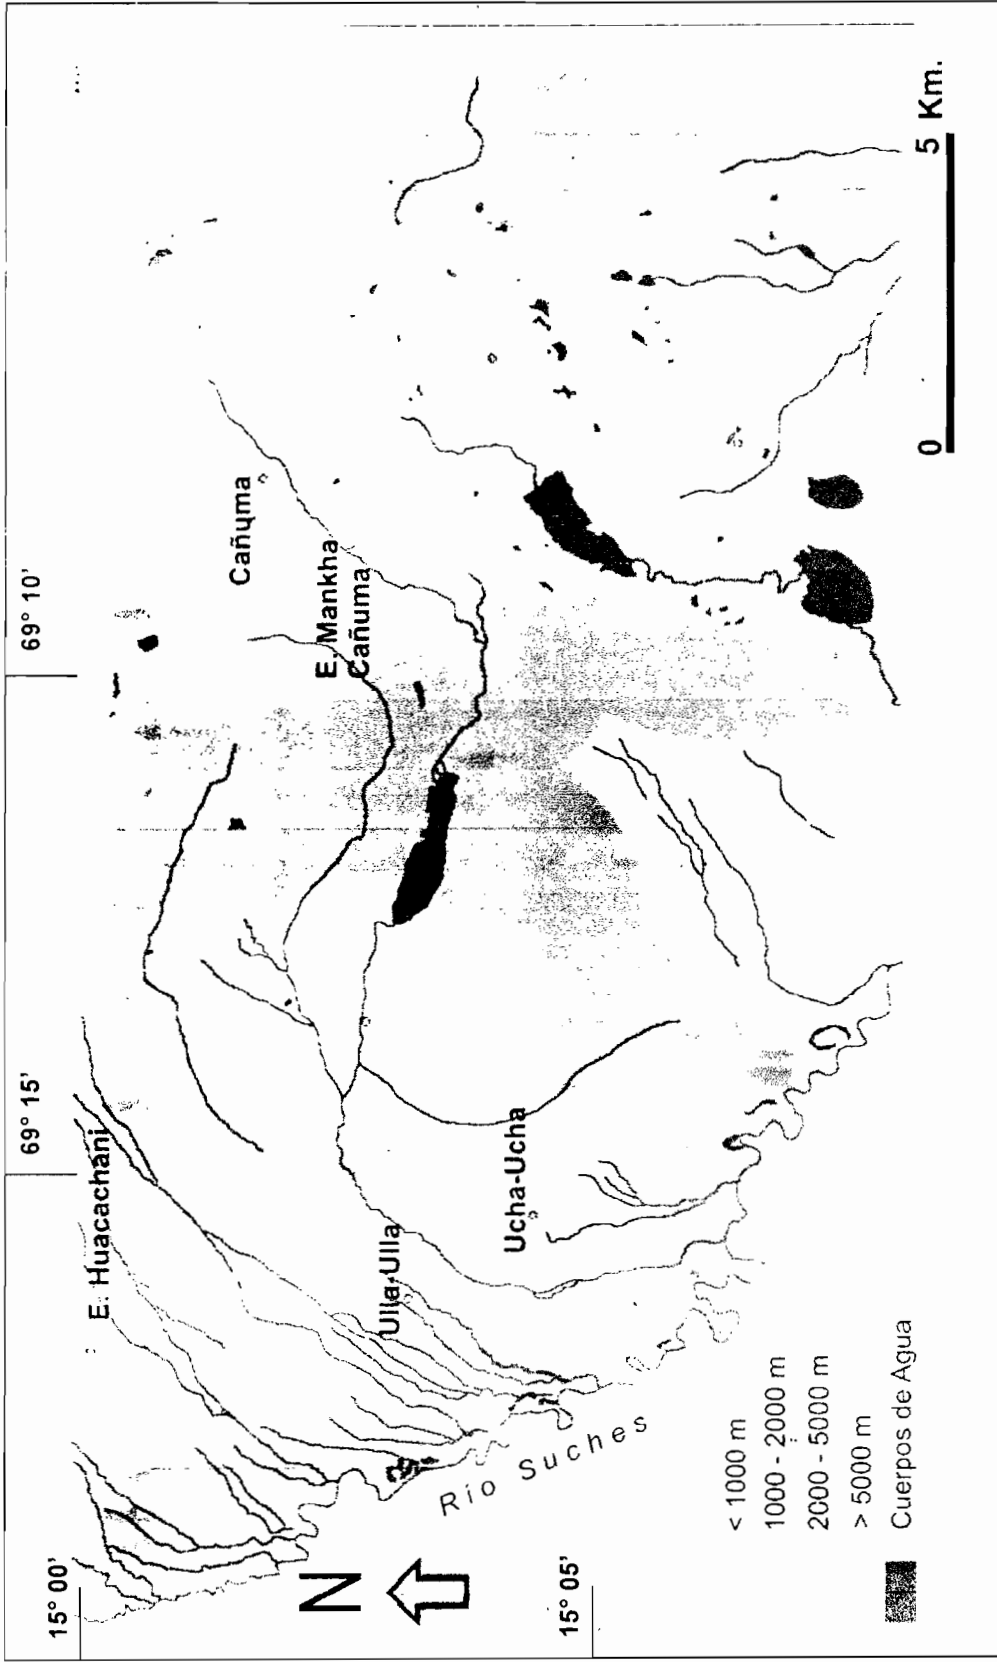 69° 15'
69° 10'
15° 00'
15° 05'
E. Huacachani
Cañuma
E. Mankha
Cañuma
Ulla-Ulla
Ucha-Ucha
Río Suches
N
< 1000 m
1000 - 2000 m
2000 - 5000 m
> 5000 m
Cuerpos de Agua
0 5 Km.